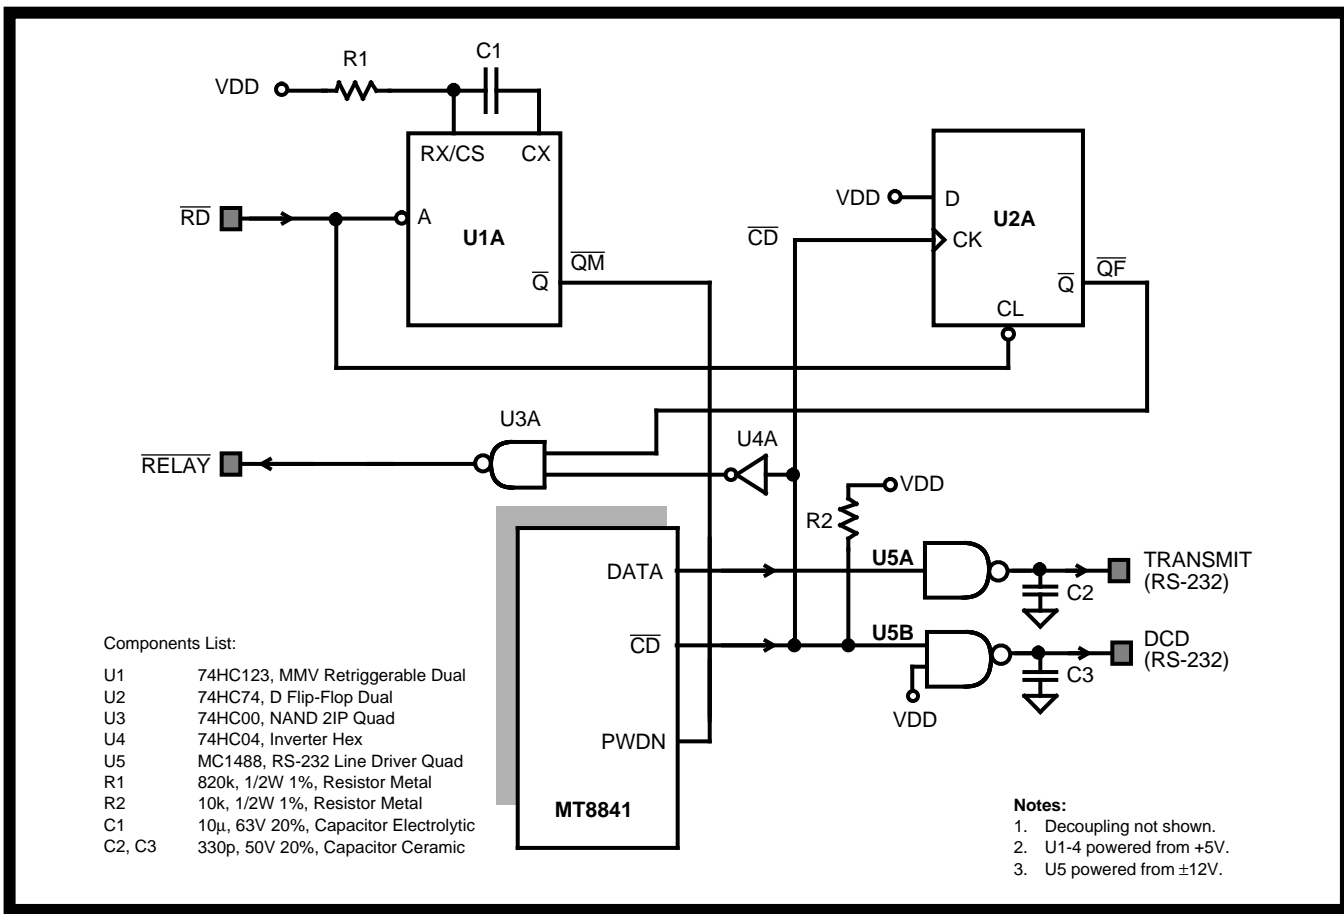 R1
C1
VDD
RX/CS CX
RD
A
U1A
QM
Q
VDD
D
U2A
CD
CK
QF
Q
CL
U3A
U4A
RELAY
VDD
R2
DATA
U5A
TRANSMIT
(RS-232)
C2
CD
U5B
DCD
(RS-232)
C3
VDD
PWDN
MT8841
Components List:
U1 74HC123, MMV Retriggerable Dual
U2 74HC74, D Flip-Flop Dual
U3 74HC00, NAND 2IP Quad
U4 74HC04, Inverter Hex
U5 MC1488, RS-232 Line Driver Quad
R1 820k, 1/2W 1%, Resistor Metal
R2 10k, 1/2W 1%, Resistor Metal
C1 10µ, 63V 20%, Capacitor Electrolytic
C2, C3 330p, 50V 20%, Capacitor Ceramic
Notes:
1. Decoupling not shown.
2. U1-4 powered from +5V.
3. U5 powered from ±12V.